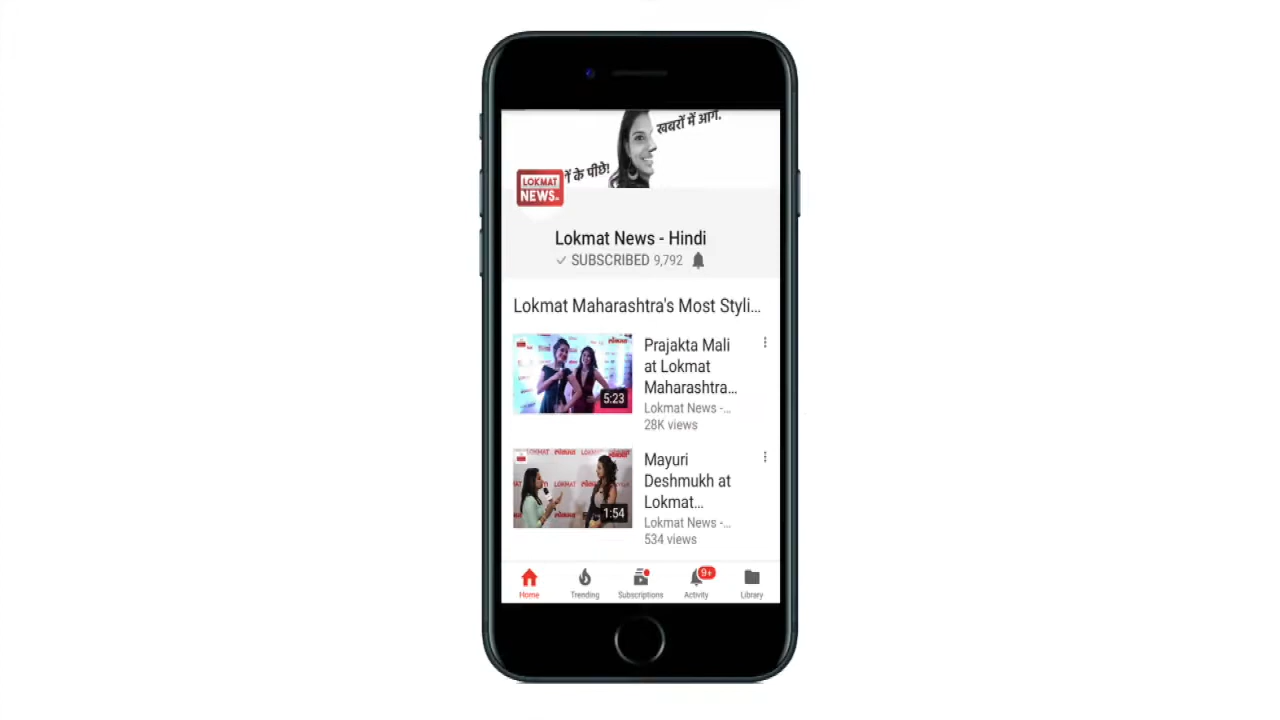 खबरों में आग.
ों के पीछे!
LOKMAT
NEWS
Lokmat News - Hindi
SUBSCRIBED 9,792
Lokmat Maharashtra's Most Styli...
Prajakta Mali
at Lokmat
Maharashtra...
Lokmat News -...
28K views
5:23
Mayuri
Deshmukh at
Lokmat...
Lokmat News -...
534 views
LOKMAT
1:54
9+
Home
Trending
Subscriptions
Activity
Library